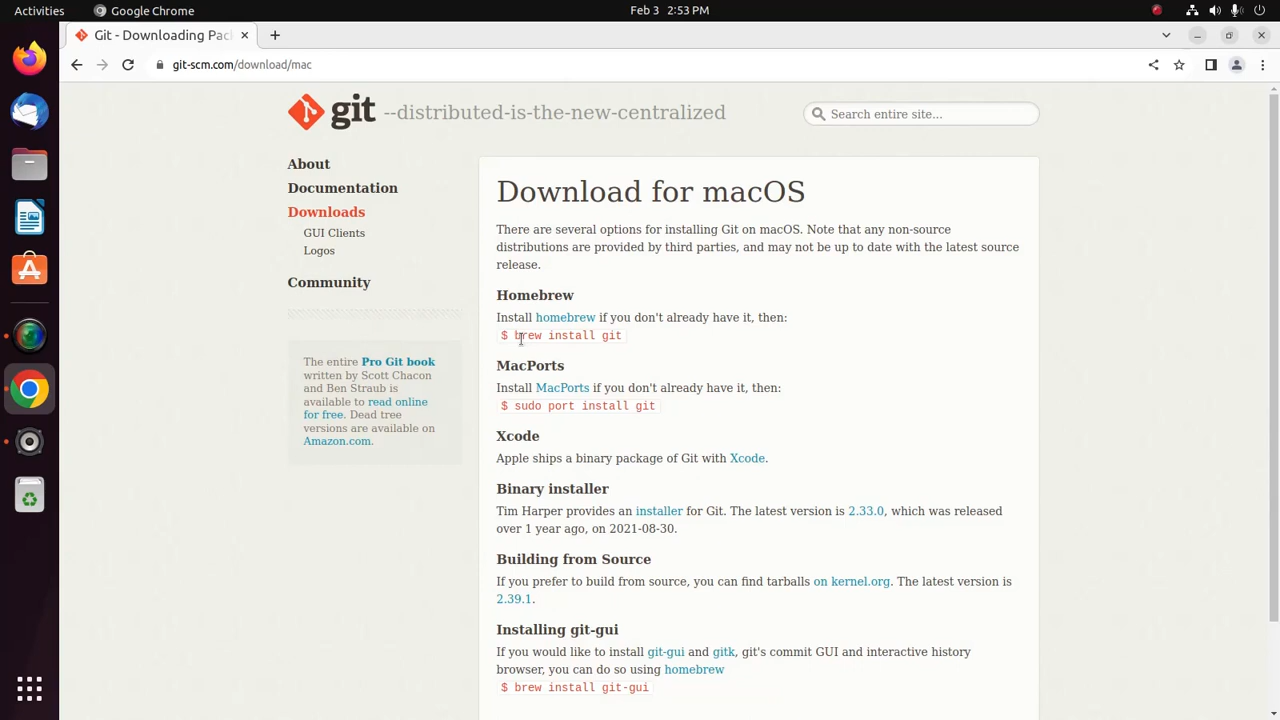 Activities
Google Chrome
Feb 3 2:53 PM
Git - Downloading Pac
git-scm.com/download/mac
git --distributed-is-the-new-centralized
Search entire site...
About
Documentation
Downloads
GUI Clients
Logos
Community
The entire Pro Git book
written by Scott Chacon
and Ben Straub is
available to read online
for free. Dead tree
versions are available on
Amazon.com.
Download for macOS
There are several options for installing Git on macOS. Note that any non-source
distributions are provided by third parties, and may not be up to date with the latest source
release.
Homebrew
Install homebrew if you don't already have it, then:
$ brew install git
MacPorts
Install MacPorts if you don't already have it, then:
$ sudo port install git
Xcode
Apple ships a binary package of Git with Xcode.
Binary installer
Tim Harper provides an installer for Git. The latest version is 2.33.0, which was released
over 1 year ago, on 2021-08-30.
Building from Source
If you prefer to build from source, you can find tarballs on kernel.org. The latest version is
2.39.1.
Installing git-gui
If you would like to install git-gui and gitk, git's commit GUI and interactive history
browser, you can do so using homebrew
$ brew install git-gui